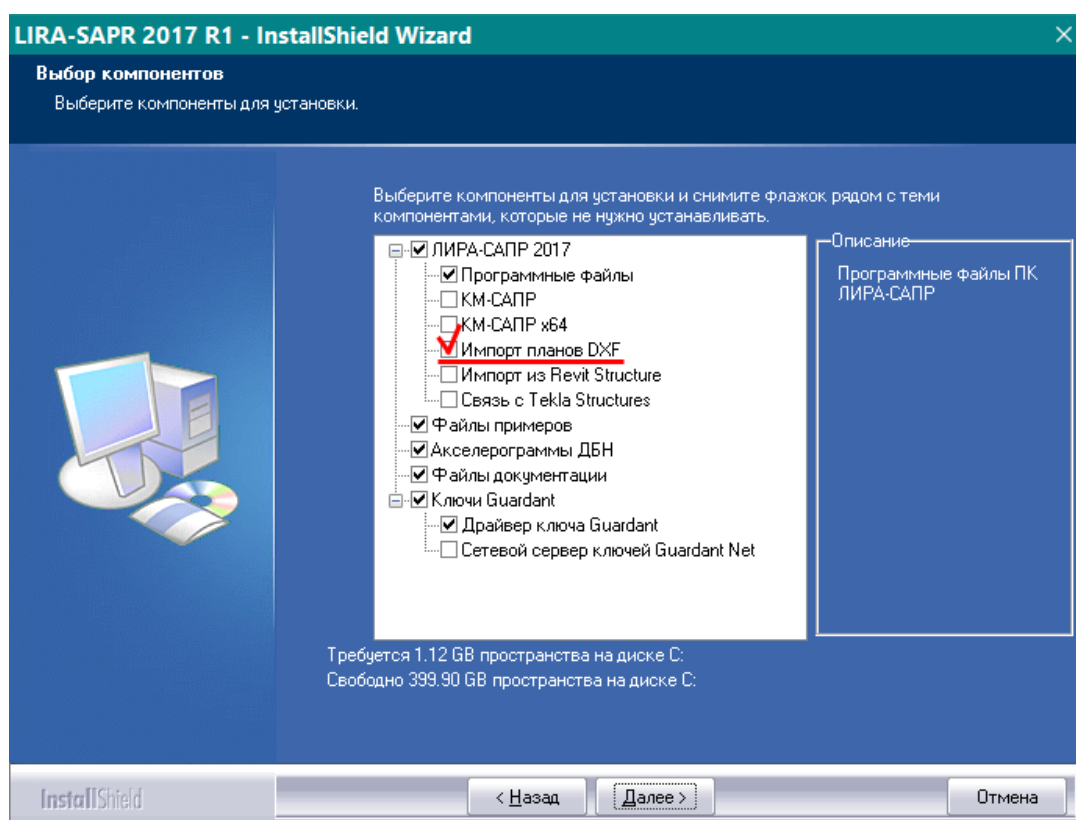 LIRA-SAPR 2017 R1 - InstallShield Wizard
Выбор компонентов
Выберите компоненты для установки.
Выберите компоненты для установки и снимите флажок рядом с теми
компонентами, которые не нужно устанавливать.
ЛИРА-САПР 2017
Программные файлы
КМ-САПР
КМ-САПР x64
Импорт планов DXF
Импорт из Revit Structure
Связь с Tekla Structures
Файлы примеров
Акселерограммы ДБН
Файлы документации
Ключи Guardant
Драйвер ключа Guardant
Сетевой сервер ключей Guardant Net
Описание
Программные файлы ПК
ЛИРА-САПР
Требуется 1.12 GB пространства на диске C:
Свободно 399.90 GB пространства на диске C:
InstallShield
< Назад
Далее >
Отмена